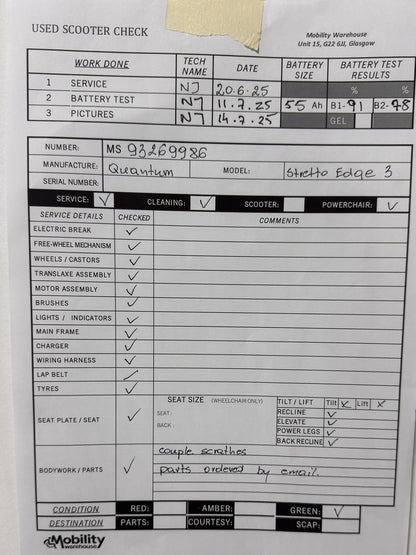 USED SCOOTER CHECK
Mobility Warehouse
Unit 15, G22 6JJ, Glasgow
WORK DONE TECH NAME DATE BATTERY SIZE BATTERY TEST RESULTS
1 SERVICE NJ 20.6.25 % %
2 BATTERY TEST NJ 11.7.25 55 Ah B1- 91 B2- 98
3 PICTURES NJ 14.7.25 GEL
NUMBER: MS 93269986
MANUFACTURE: Quantum MODEL: Stretto Edge 3
SERIAL NUMBER:
SERVICE: ✓ CLEANING: ✓ SCOOTER: POWERCHAIR: ✓
SERVICE DETAILS CHECKED COMMENTS
ELECTRIC BREAK ✓
FREE-WHEEL MECHANISM ✓
WHEELS / CASTORS ✓
TRANSLAXE ASSEMBLY ✓
MOTOR ASSEMBLY ✓
BRUSHES ✓
LIGHTS / INDICATORS ✓
MAIN FRAME ✓
CHARGER ✓
WIRING HARNESS ✓
LAP BELT ✓
TYRES ✓
SEAT PLATE / SEAT ✓ SEAT SIZE (WHEELCHAIR ONLY)
SEAT:
BACK:
TILT / LIFT Tilt x Lift x
RECLINE ✓
ELEVATE ✓
POWER LEGS ✓
BACK RECLINE ✓
BODYWORK / PARTS ✓ couple scrathes
parts ordered by email.
CONDITION RED: AMBER: GREEN: ✓
DESTINATION PARTS: COURTESY: SCAP:
Mobility
warehouse